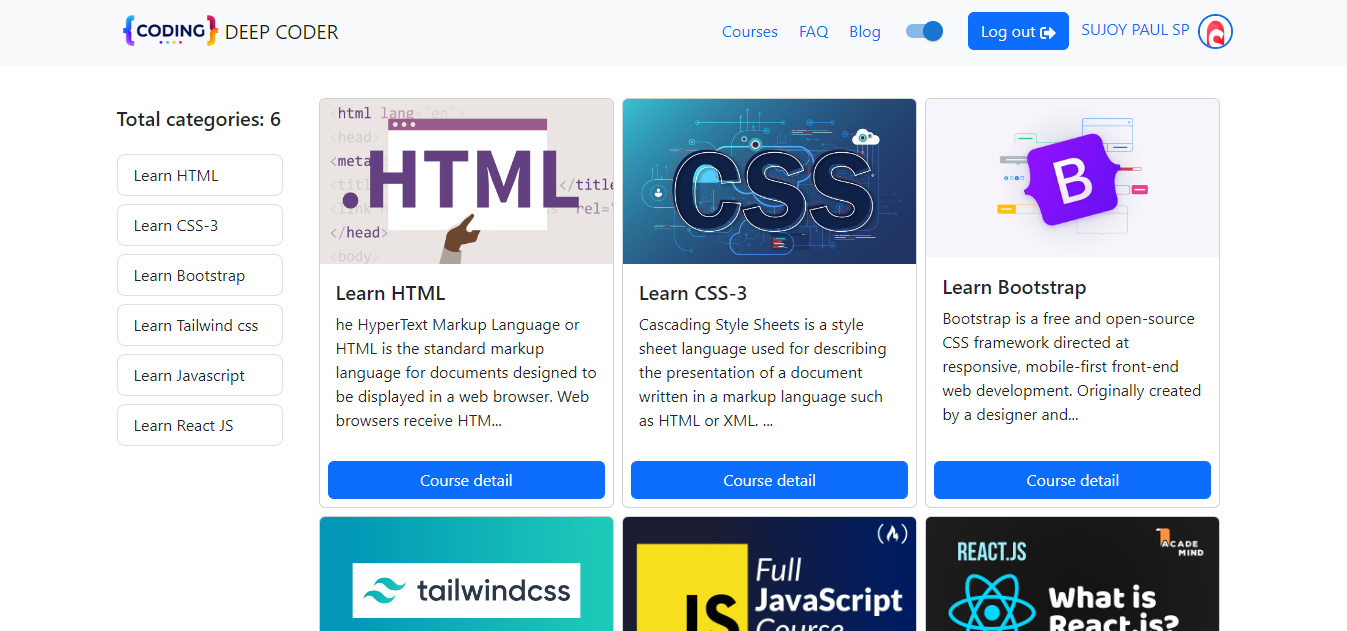 {CODING} DEEP CODER
Courses FAQ Blog
Log out
SUJOY PAUL SP
Total categories: 6
Learn HTML
Learn CSS-3
Learn Bootstrap
Learn Tailwind css
Learn Javascript
Learn React JS
<html lang="en">
<head>
<meta
.HTML
<title </title
<link rel="
</head>
<body>
Learn HTML
he HyperText Markup Language or
HTML is the standard markup
language for documents designed to
be displayed in a web browser. Web
browsers receive HTM...
Course detail
CSS
Learn CSS-3
Cascading Style Sheets is a style
sheet language used for describing
the presentation of a document
written in a markup language such
as HTML or XML. ...
Course detail
B
Learn Bootstrap
Bootstrap is a free and open-source
CSS framework directed at
responsive, mobile-first front-end
web development. Originally created
by a designer and...
Course detail
tailwindcss
JS
Full
JavaScript
Course
REACT.JS
ACADE
MIND
What is
React.js?